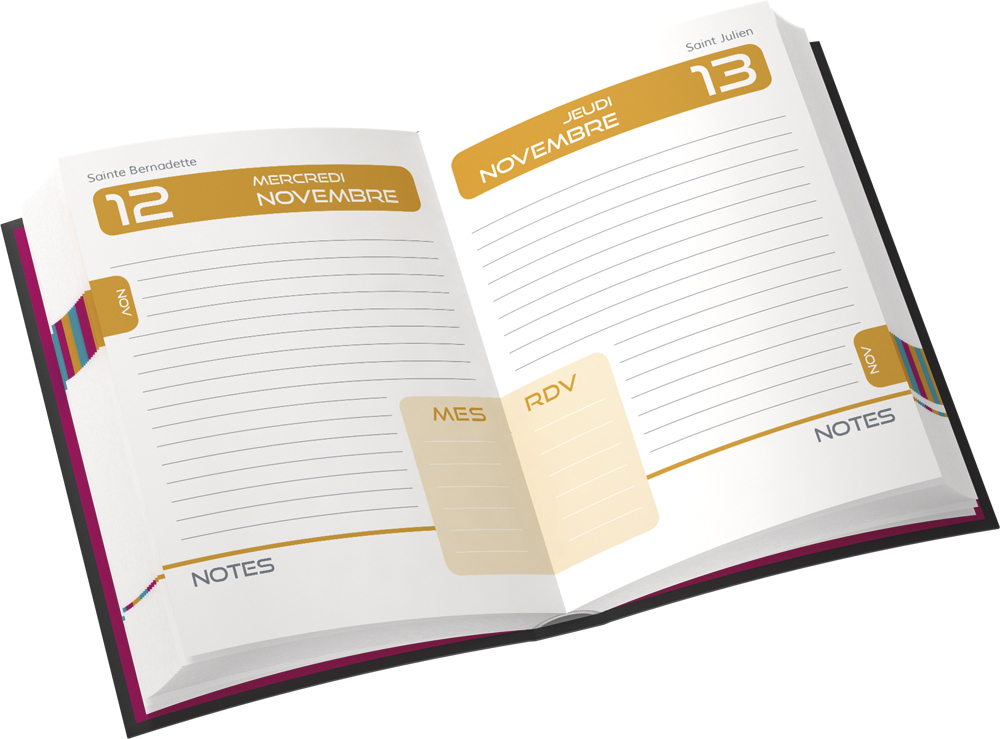 Sainte Bernadette
12
MERCREDI
NOVEMBRE
NOV
MES
NOTES
Saint Julien
JEUDI
NOVEMBRE
13
RDV
NOV
NOTES